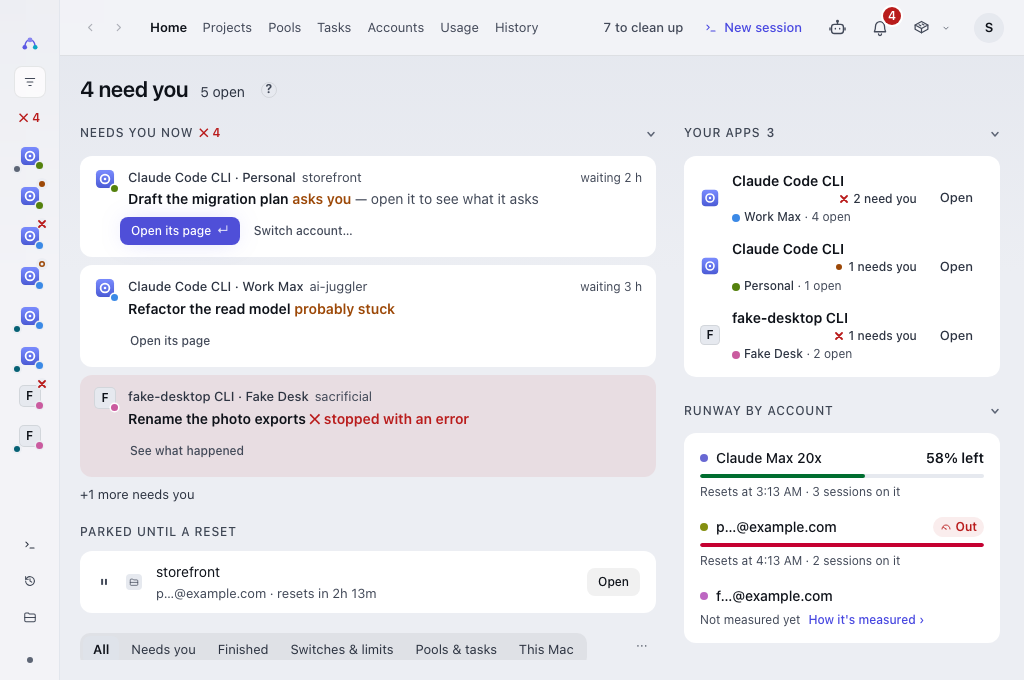 Home Projects Pools Tasks Accounts Usage History 7 to clean up New session 4 S
4 need you 5 open ?
4
NEEDS YOU NOW 4
Claude Code CLI · Personal storefront waiting 2 h
Draft the migration plan asks you — open it to see what it asks
Open its page Switch account…
Claude Code CLI · Work Max ai-juggler waiting 3 h
Refactor the read model probably stuck
Open its page
F fake-desktop CLI · Fake Desk sacrificial
Rename the photo exports stopped with an error
See what happened
+1 more needs you
PARKED UNTIL A RESET
storefront
p…@example.com · resets in 2h 13m
Open
All Needs you Finished Switches & limits Pools & tasks This Mac …
YOUR APPS 3
Claude Code CLI
2 need you Open
Work Max · 4 open
Claude Code CLI
1 needs you Open
Personal · 1 open
fake-desktop CLI
F 1 needs you Open
Fake Desk · 2 open
RUNWAY BY ACCOUNT
Claude Max 20x 58% left
Resets at 3:13 AM · 3 sessions on it
p…@example.com Out
Resets at 4:13 AM · 2 sessions on it
f…@example.com
Not measured yet How it's measured ›
F
F